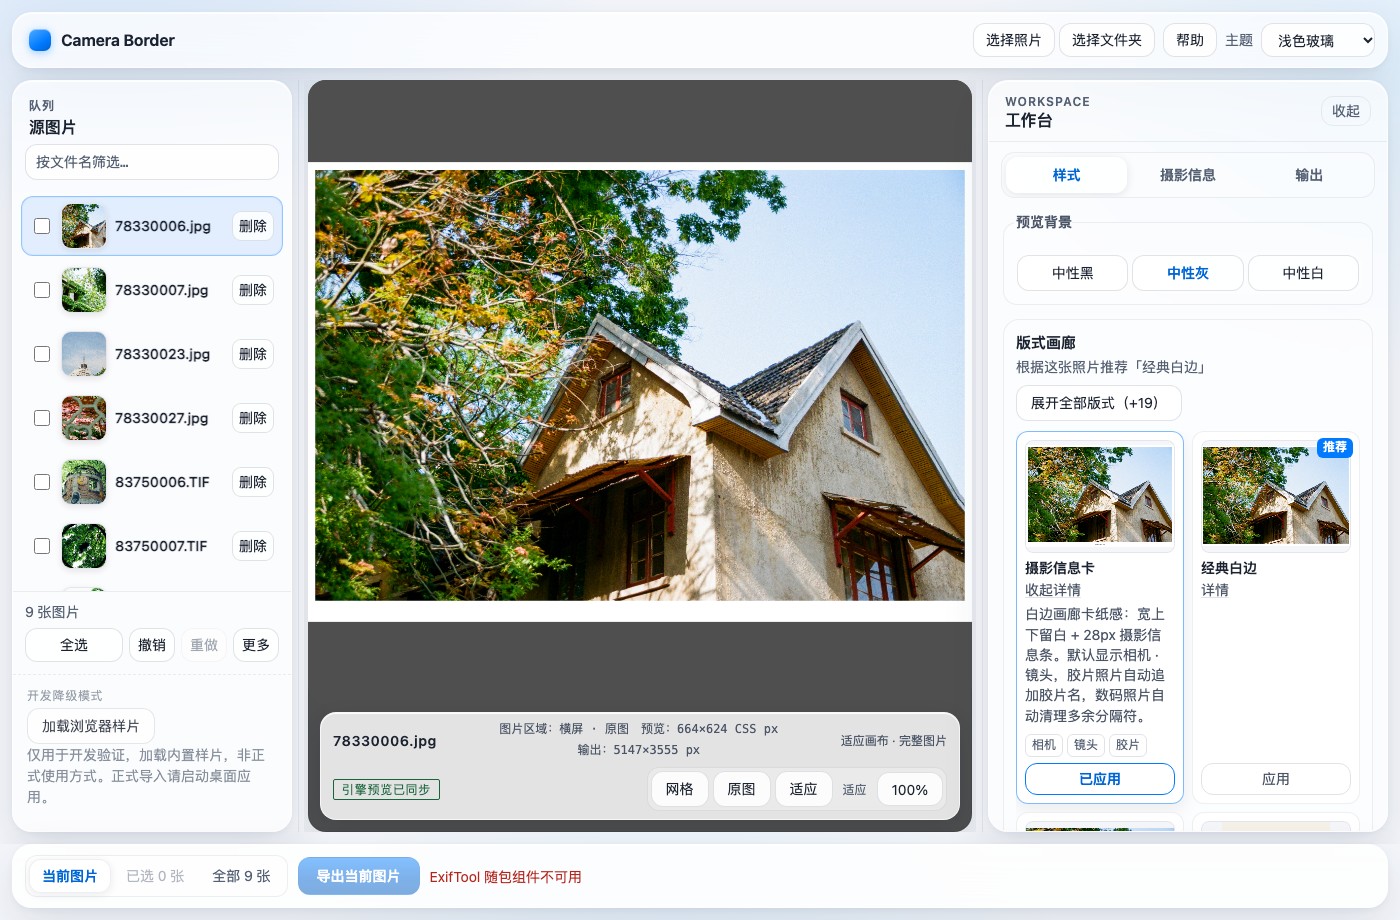 Camera Border
选择照片
选择文件夹
帮助
主题
浅色玻璃
队列
源图片
按文件名筛选…
78330006.jpg
删除
78330007.jpg
删除
78330023.jpg
删除
78330027.jpg
删除
83750006.TIF
删除
83750007.TIF
删除
9 张图片
全选
撤销
重做
更多
开发降级模式
加载浏览器样片
仅用于开发验证，加载内置样片，非正
式使用方式。正式导入请启动桌面应
用。
78330006.jpg
图片区域：横屏 · 原图 预览：664×624 CSS px
输出：5147×3555 px
适应画布 · 完整图片
引擎预览已同步
网格
原图
适应
适应
100%
WORKSPACE
工作台
收起
样式
摄影信息
输出
预览背景
中性黑
中性灰
中性白
版式画廊
根据这张照片推荐「经典白边」
展开全部版式（+19）
摄影信息卡
收起详情
白边画廊卡纸感：宽上
下留白 + 28px 摄影信
息条。默认显示相机 ·
镜头，胶片照片自动追
加胶片名，数码照片自
动清理多余分隔符。
相机
镜头
胶片
已应用
推荐
经典白边
详情
应用
当前图片
已选 0 张
全部 9 张
导出当前图片
ExifTool 随包组件不可用